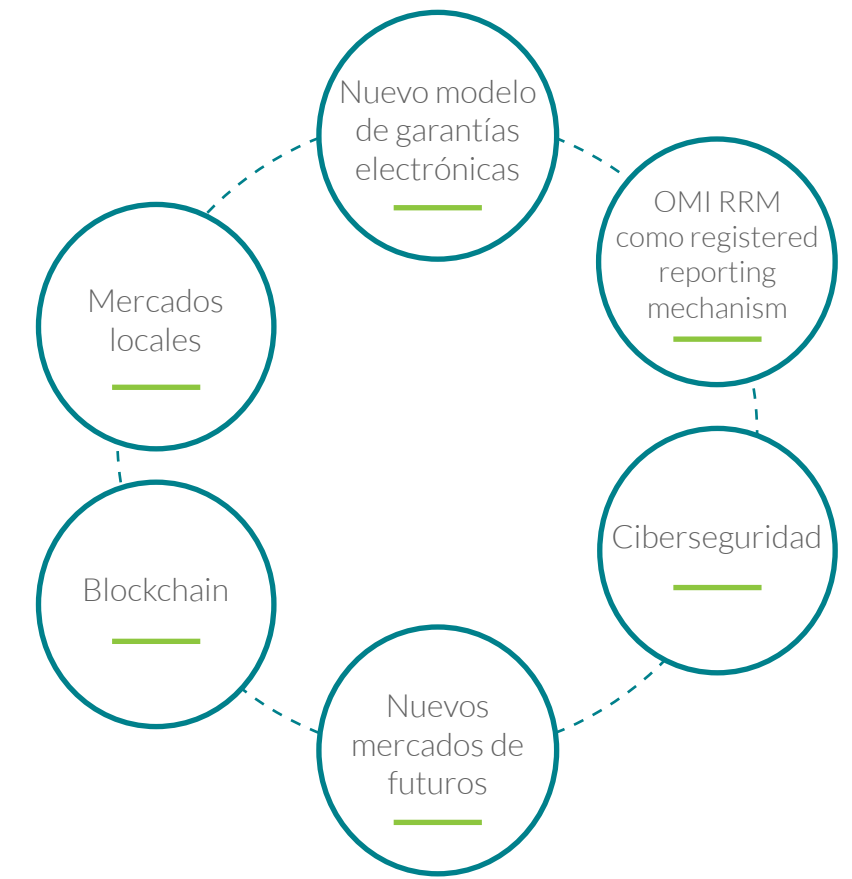 Nuevo modelo
de garantías
electrónicas
OMI RRM
como registered
reporting
mechanism
Mercados
locales
Ciberseguridad
Blockchain
Nuevos
mercados de
futuros